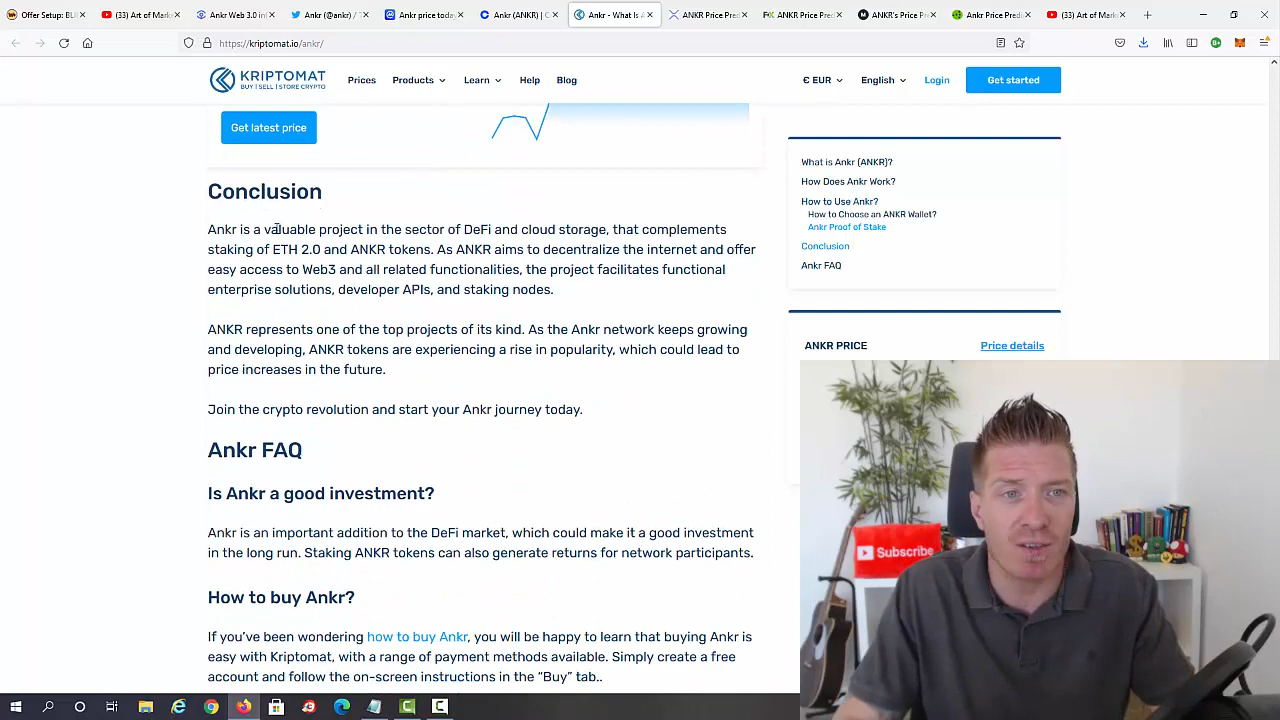 Offer Setup: BLI
(33) Art of Mark
Ankr Web 3.0 in
Ankr (@ankr)
Ankr price toda
Ankr (ANKR) | C
Ankr - What Is A
ANKR Price Pred
ANKR Price Pred
ANKR's Price Pr
Ankr Price Predi
(33) Art of Mark
https://kriptomat.io/ankr/
KRIPTOMAT
BUY | SELL | STORE CRYPTO
Prices
Products
Learn
Help
Blog
€ EUR
English
Login
Get started
Get latest price
Conclusion
Ankr is a valuable project in the sector of DeFi and cloud storage, that complements
staking of ETH 2.0 and ANKR tokens. As ANKR aims to decentralize the internet and offer
easy access to Web3 and all related functionalities, the project facilitates functional
enterprise solutions, developer APIs, and staking nodes.
ANKR represents one of the top projects of its kind. As the Ankr network keeps growing
and developing, ANKR tokens are experiencing a rise in popularity, which could lead to
price increases in the future.
Join the crypto revolution and start your Ankr journey today.
Ankr FAQ
Is Ankr a good investment?
Ankr is an important addition to the DeFi market, which could make it a good investment
in the long run. Staking ANKR tokens can also generate returns for network participants.
How to buy Ankr?
If you've been wondering how to buy Ankr, you will be happy to learn that buying Ankr is
easy with Kriptomat, with a range of payment methods available. Simply create a free
account and follow the on-screen instructions in the “Buy” tab..
What is Ankr (ANKR)?
How Does Ankr Work?
How to Use Ankr?
How to Choose an ANKR Wallet?
Ankr Proof of Stake
Conclusion
Ankr FAQ
ANKR PRICE
Price details
Subscribe